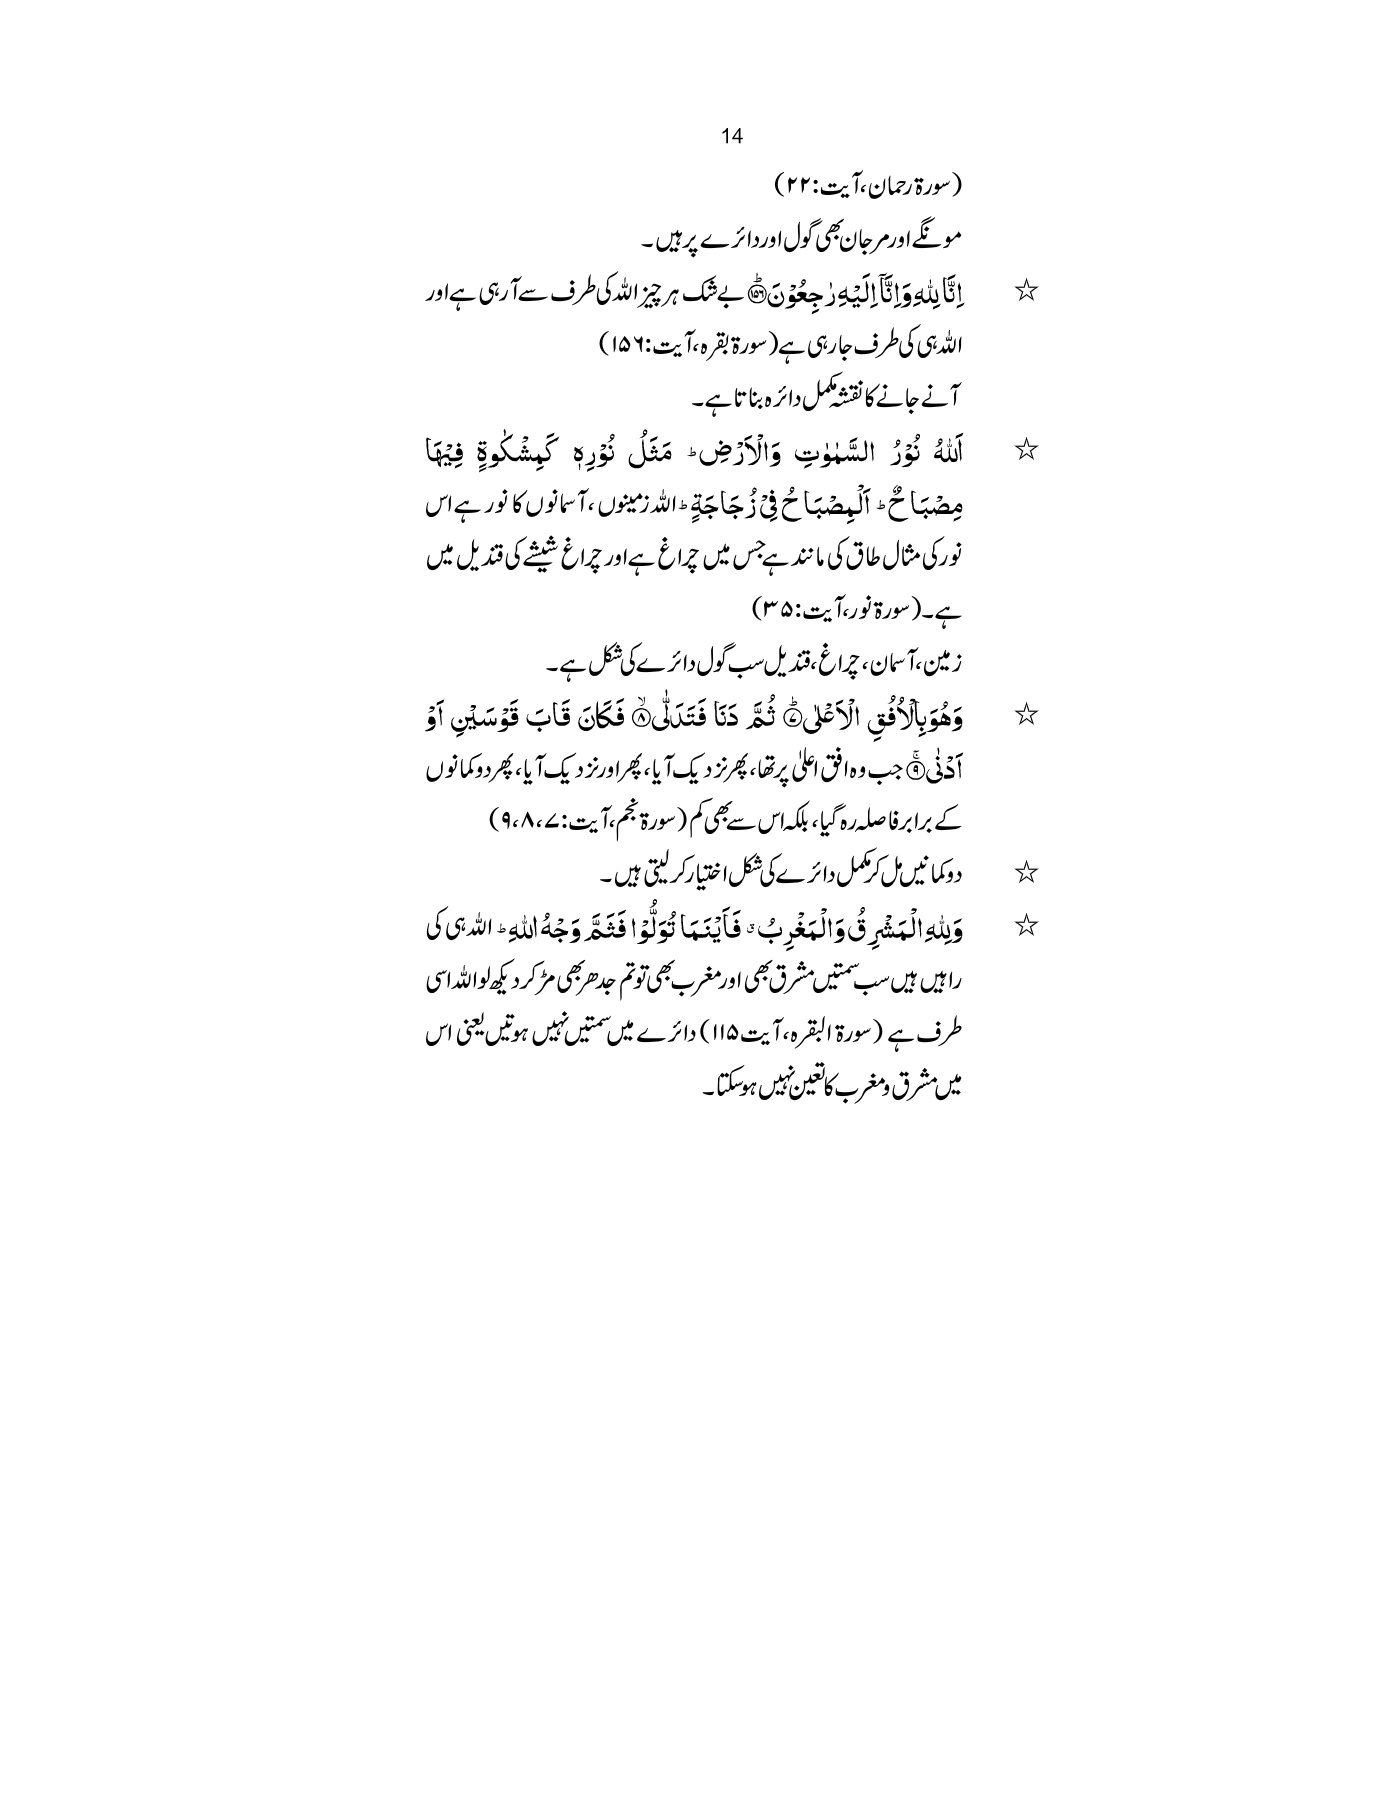 14
(سورۃ رحمان،آیت:۲۲)
مونگے اور مرجان بھی گول اور دائرے پر ہیں۔
☆ اِنَّا لِلّٰهِ وَاِنَّاۤ اِلَيْهِ رٰجِعُوْنَؕ۝۱۵۶ بے شک ہر چیز اللہ کی طرف سے آ رہی ہے اور
اللہ ہی کی طرف جا رہی ہے (سورۃ بقرہ،آیت:۱۵۶)
آنے جانے کا نقشہ مکمل دائرہ بناتا ہے۔
☆ اَللّٰهُ نُوْرُ السَّمٰوٰتِ وَالْاَرْضِ ؕ مَثَلُ نُوْرِهٖ كَمِشْكٰوةٍ فِيْهَا
مِصْبَاحٌ ؕ اَلْمِصْبَاحُ فِىْ زُجَاجَةٍ ؕ اللہ زمینوں، آسمانوں کا نور ہے اس
نور کی مثال طاق کی مانند ہے جس میں چراغ ہے اور چراغ شیشے کی قندیل میں
ہے۔(سورۃ نور،آیت:۳۵)
زمین، آسمان، چراغ، قندیل سب گول دائرے کی شکل ہے۔
☆ وَهُوَ بِالْاُفُقِ الْاَعْلٰىؕ۝۷ ثُمَّ دَنَا فَتَدَلّٰىۙ۝۸ فَكَانَ قَابَ قَوْسَيْنِ اَوْ
اَدْنٰىۚ۝۹ جب وہ افق اعلیٰ پر تھا، پھر نزدیک آیا، پھر اور نزدیک آیا، پھر دو کمانوں
کے برابر فاصلہ رہ گیا، بلکہ اس سے بھی کم (سورۃ نجم،آیت:۷،۸،۹)
☆ دو کمانیں مل کر مکمل دائرے کی شکل اختیار کر لیتی ہیں۔
☆ وَلِلّٰهِ الْمَشْرِقُ وَالْمَغْرِبُ ۚ فَاَيْنَمَا تُوَلُّوْا فَثَمَّ وَجْهُ اللّٰهِ ؕ اللہ ہی کی
راہیں ہیں سب سمتیں مشرق بھی اور مغرب بھی تو تم جدھر بھی مڑ کر دیکھ لو اللہ اسی
طرف ہے (سورۃ البقرہ،آیت ۱۱۵) دائرے میں سمتیں نہیں ہوتیں یعنی اس
میں مشرق و مغرب کا تعین نہیں ہو سکتا۔